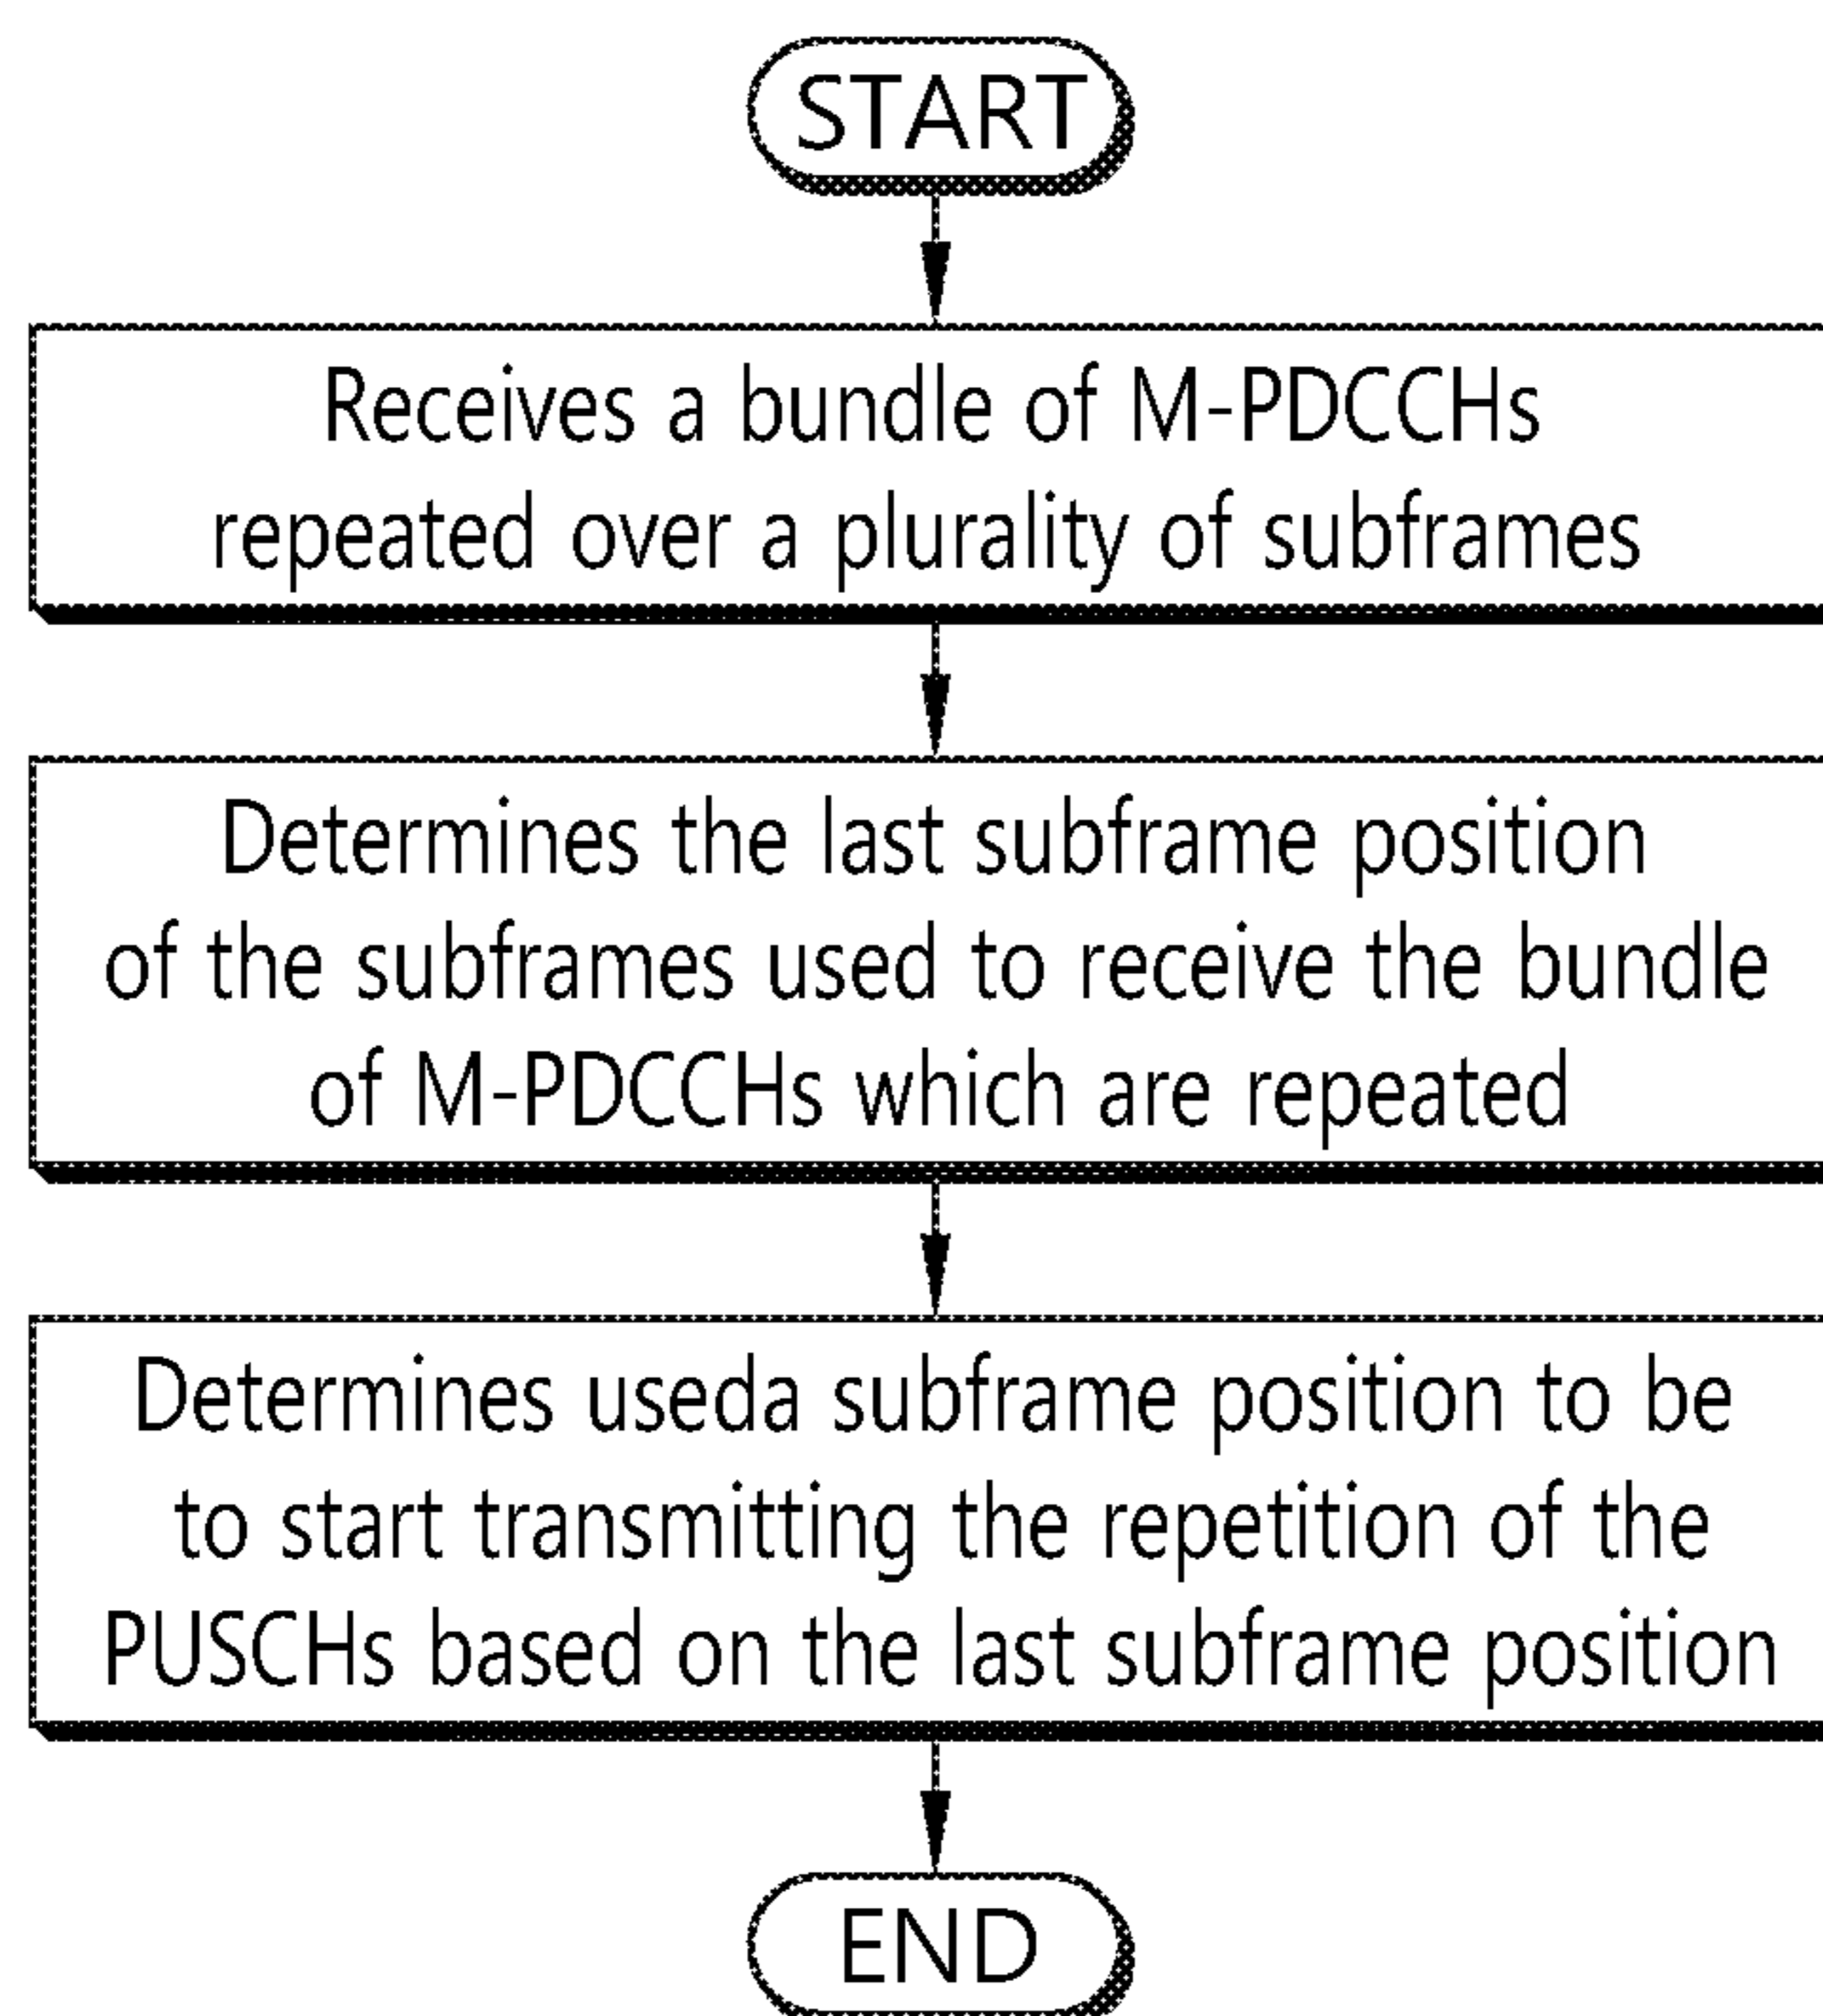 START
Receives a bundle of M-PDCCHs
repeated over a plurality of subframes
Determines the last subframe position
of the subframes used to receive the bundle
of M-PDCCHs which are repeated
Determines useda subframe position to be
to start transmitting the repetition of the
PUSCHs based on the last subframe position
END